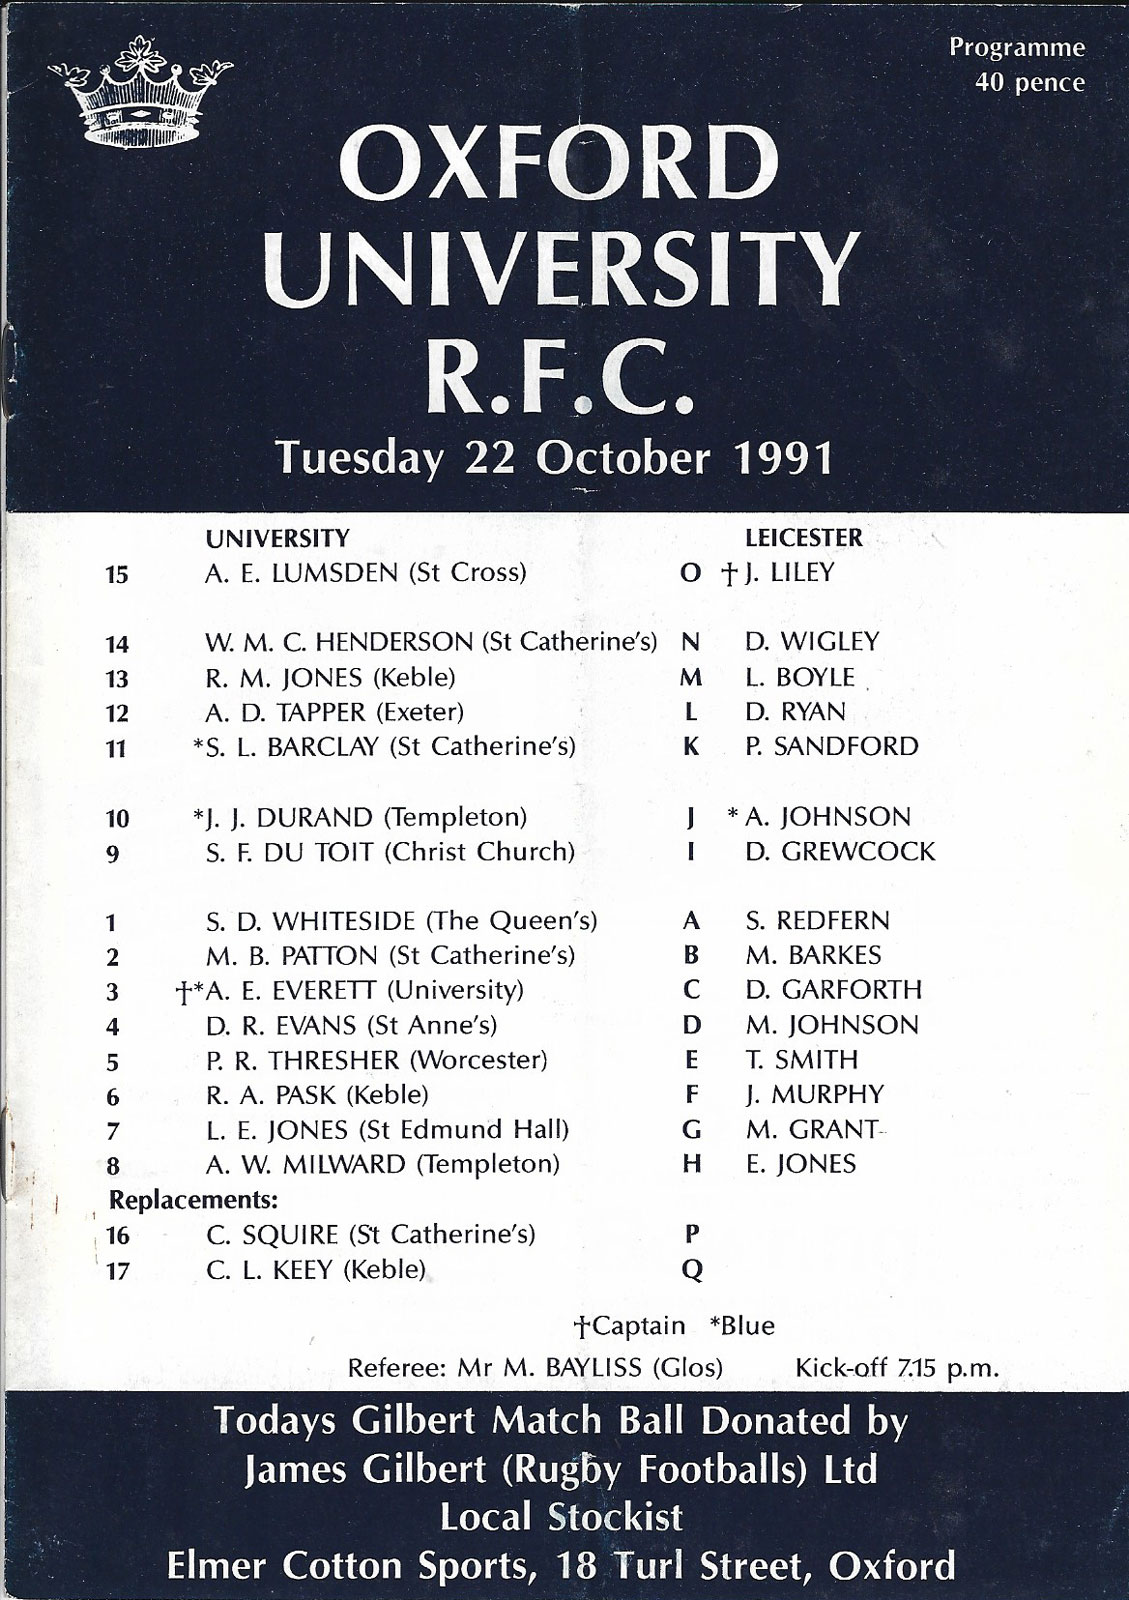 Programme
40 pence
OXFORD
UNIVERSITY
R.F.C.
Tuesday 22 October 1991
UNIVERSITY LEICESTER
15 A. E. LUMSDEN (St Cross) O †J. LILEY
14 W. M. C. HENDERSON (St Catherine's) N D. WIGLEY
13 R. M. JONES (Keble) M L. BOYLE
12 A. D. TAPPER (Exeter) L D. RYAN
11 *S. L. BARCLAY (St Catherine's) K P. SANDFORD
10 *J. J. DURAND (Templeton) J *A. JOHNSON
9 S. F. DU TOIT (Christ Church) I D. GREWCOCK
1 S. D. WHITESIDE (The Queen's) A S. REDFERN
2 M. B. PATTON (St Catherine's) B M. BARKES
3 †*A. E. EVERETT (University) C D. GARFORTH
4 D. R. EVANS (St Anne's) D M. JOHNSON
5 P. R. THRESHER (Worcester) E T. SMITH
6 R. A. PASK (Keble) F J. MURPHY
7 L. E. JONES (St Edmund Hall) G M. GRANT
8 A. W. MILWARD (Templeton) H E. JONES
Replacements:
16 C. SQUIRE (St Catherine's) P
17 C. L. KEEY (Keble) Q
†Captain *Blue
Referee: Mr M. BAYLISS (Glos) Kick-off 7.15 p.m.
Todays Gilbert Match Ball Donated by
James Gilbert (Rugby Footballs) Ltd
Local Stockist
Elmer Cotton Sports, 18 Turl Street, Oxford